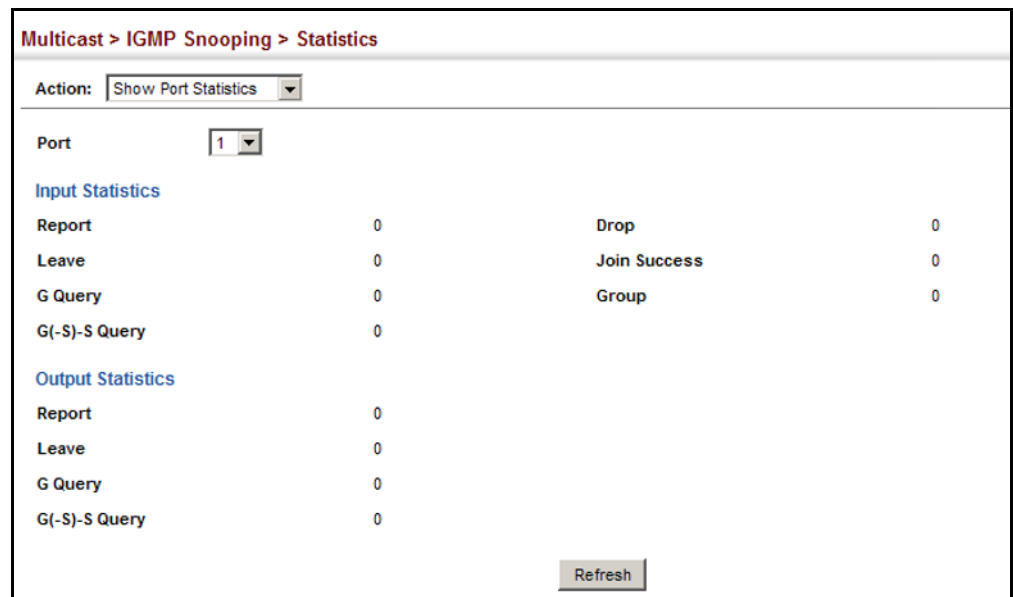 Multicast > IGMP Snooping > Statistics
Action: Show Port Statistics
Port 1
Input Statistics
Report 0 Drop 0
Leave 0 Join Success 0
G Query 0 Group 0
G(-S)-S Query 0
Output Statistics
Report 0
Leave 0
G Query 0
G(-S)-S Query 0
Refresh